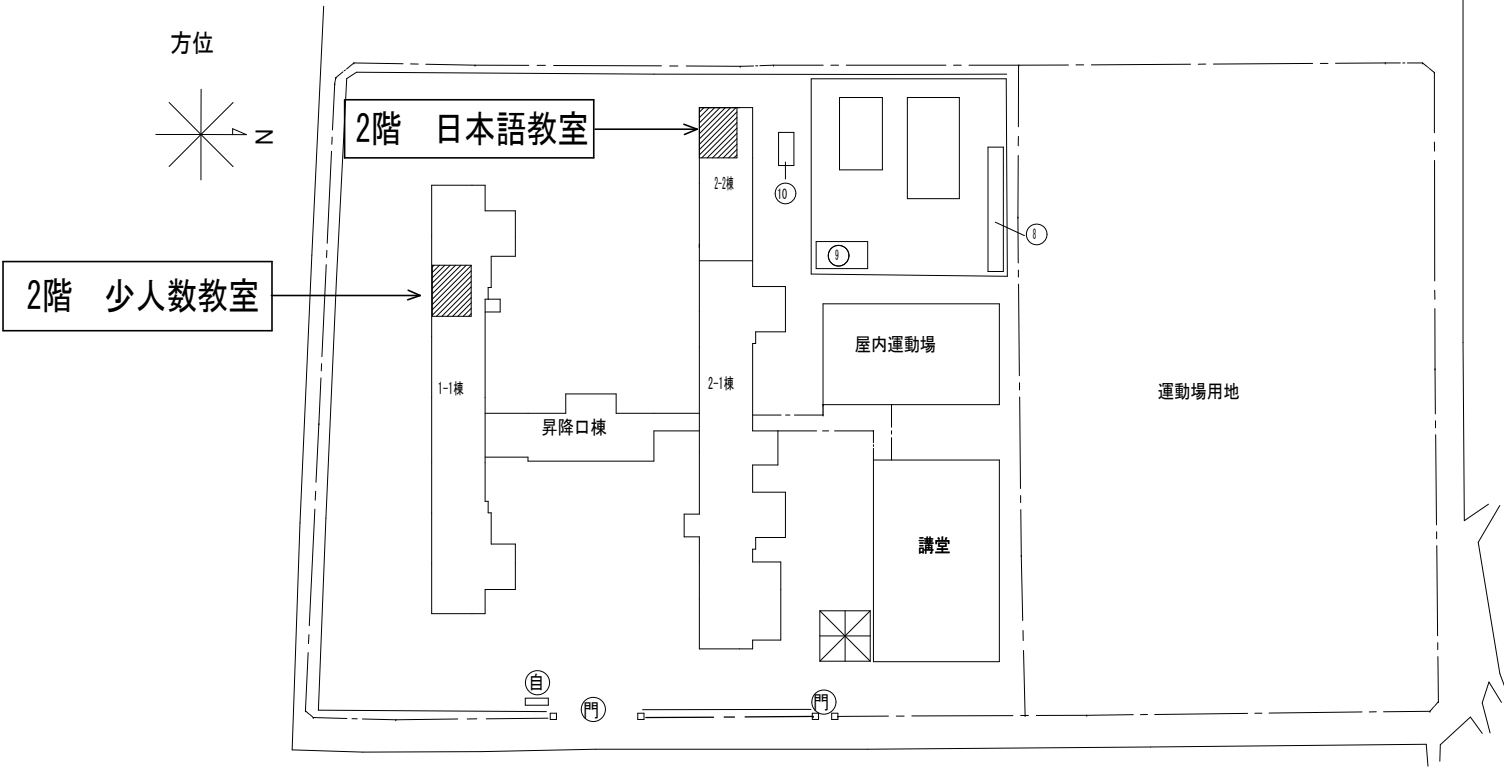 方位
N
2階　日本語教室
2-2棟
⑩
⑧
⑨
2階　少人数教室
屋内運動場
1-1棟
2-1棟
運動場用地
昇降口棟
講堂
自
門
門